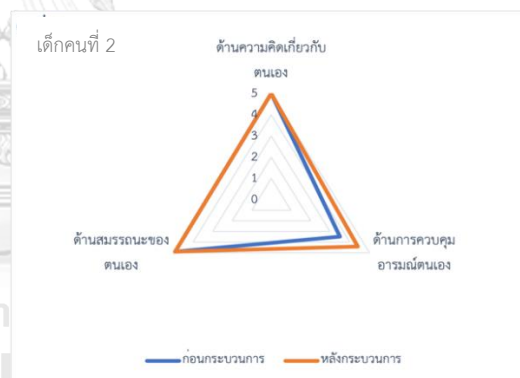 เด็กคนที่ 2
ด้านความคิดเกี่ยวกับ
ตนเอง
5
4
3
2
1
0
ด้านสมรรถนะของ
ตนเอง
ด้านการควบคุม
อารมณ์ตนเอง
ก่อนกระบวนการ
หลังกระบวนการ